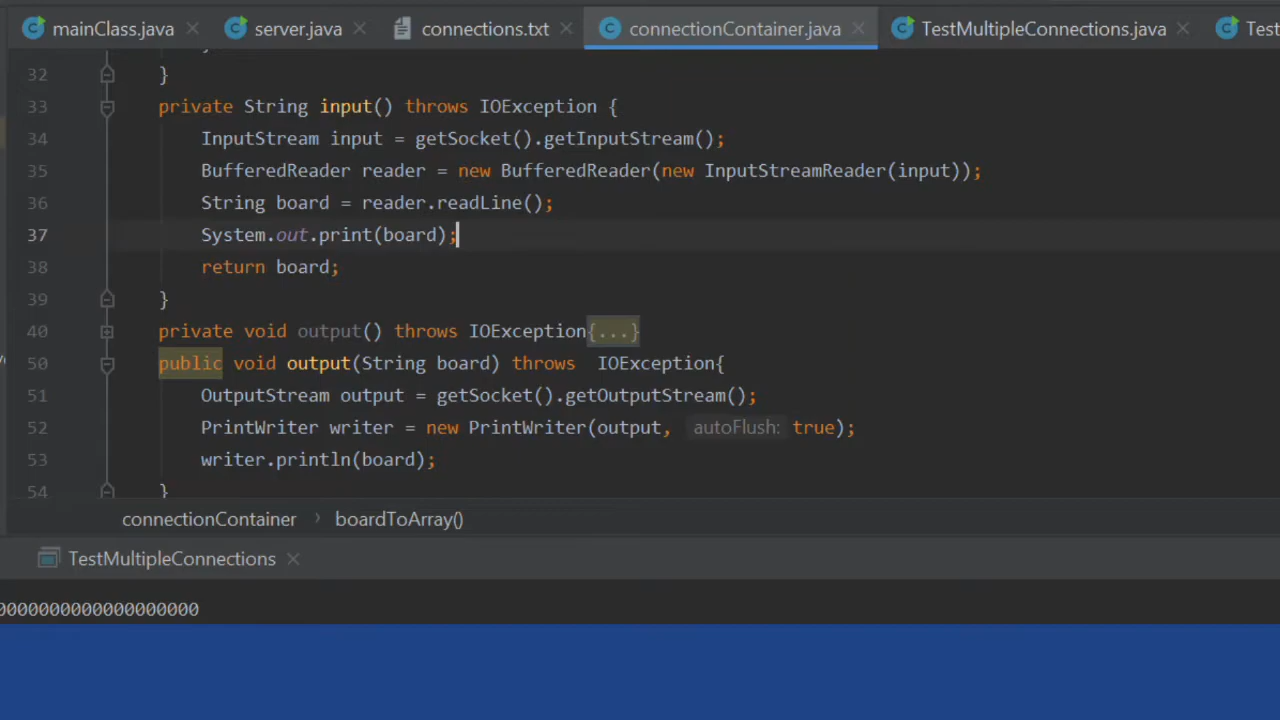 mainClass.java server.java connections.txt connectionContainer.java TestMultipleConnections.java Test
32 }
33 private String input() throws IOException {
34 InputStream input = getSocket().getInputStream();
35 BufferedReader reader = new BufferedReader(new InputStreamReader(input));
36 String board = reader.readLine();
37 System.out.print(board);
38 return board;
39 }
40 private void output() throws IOException{...}
50 public void output(String board) throws  IOException{
51 OutputStream output = getSocket().getOutputStream();
52 PrintWriter writer = new PrintWriter(output, autoFlush: true);
53 writer.println(board);
54 }
connectionContainer › boardToArray()
TestMultipleConnections
0000000000000000000